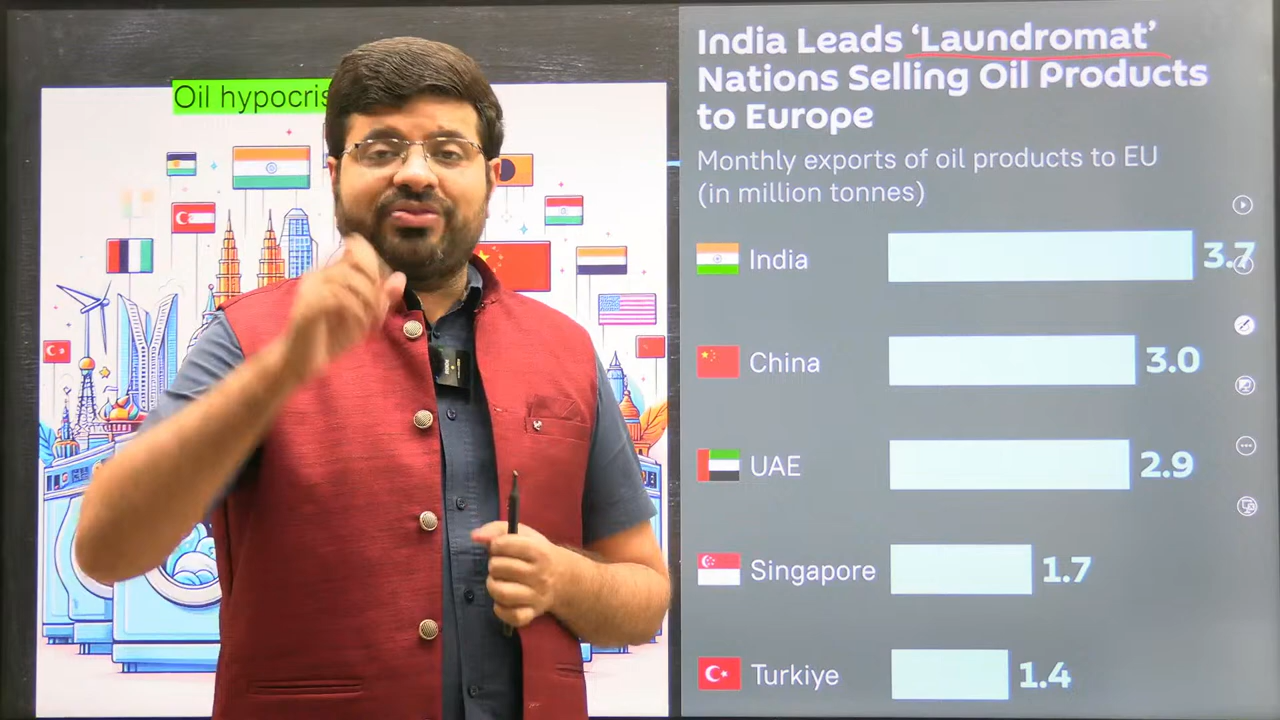 Oil hypocris
India Leads ‘Laundromat’
Nations Selling Oil Products
to Europe
Monthly exports of oil products to EU
(in million tonnes)
India 3.7
China 3.0
UAE 2.9
Singapore 1.7
Turkiye 1.4